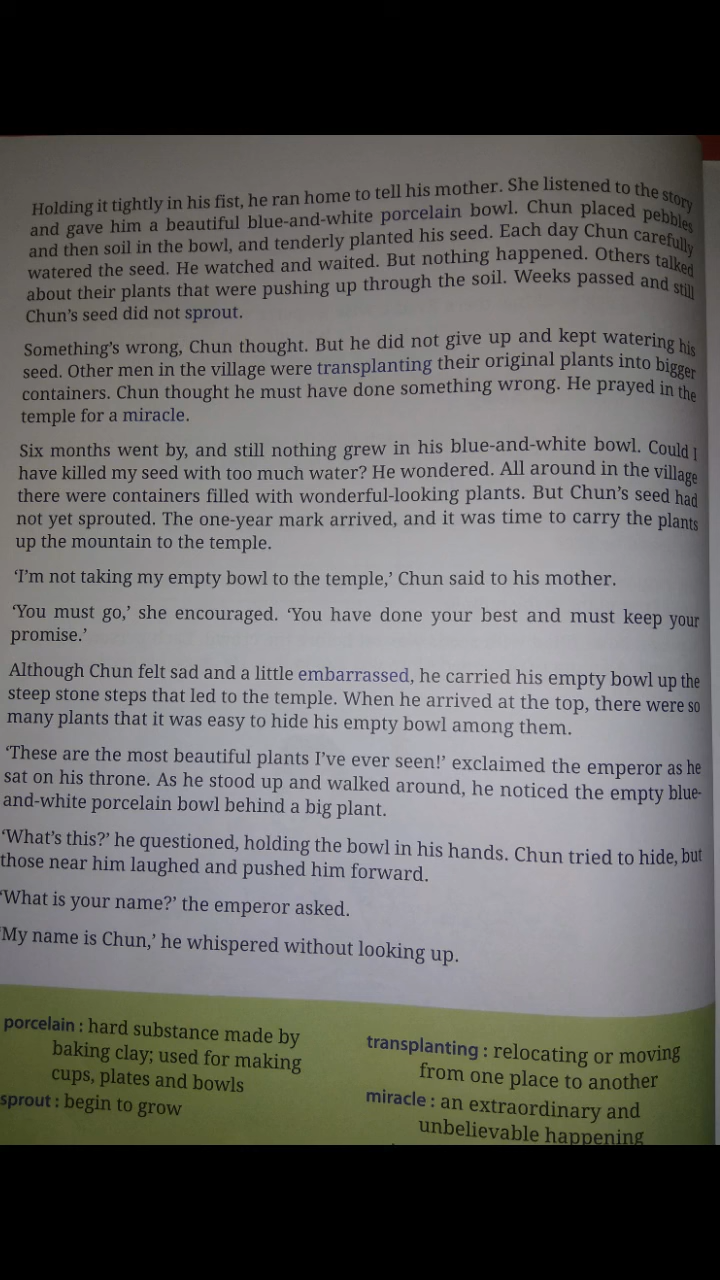 Holding it tightly in his fist, he ran home to tell his mother. She listened to the story
and gave him a beautiful blue-and-white porcelain bowl. Chun placed pebbles
and then soil in the bowl, and tenderly planted his seed. Each day Chun carefully
watered the seed. He watched and waited. But nothing happened. Others talked
about their plants that were pushing up through the soil. Weeks passed and still
Chun’s seed did not sprout.
Something’s wrong, Chun thought. But he did not give up and kept watering his
seed. Other men in the village were transplanting their original plants into bigger
containers. Chun thought he must have done something wrong. He prayed in the
temple for a miracle.
Six months went by, and still nothing grew in his blue-and-white bowl. Could I
have killed my seed with too much water? He wondered. All around in the village
there were containers filled with wonderful-looking plants. But Chun’s seed had
not yet sprouted. The one-year mark arrived, and it was time to carry the plants
up the mountain to the temple.
‘I’m not taking my empty bowl to the temple,’ Chun said to his mother.
‘You must go,’ she encouraged. ‘You have done your best and must keep your
promise.’
Although Chun felt sad and a little embarrassed, he carried his empty bowl up the
steep stone steps that led to the temple. When he arrived at the top, there were so
many plants that it was easy to hide his empty bowl among them.
‘These are the most beautiful plants I’ve ever seen!’ exclaimed the emperor as he
sat on his throne. As he stood up and walked around, he noticed the empty blue-
and-white porcelain bowl behind a big plant.
‘What’s this?’ he questioned, holding the bowl in his hands. Chun tried to hide, but
those near him laughed and pushed him forward.
‘What is your name?’ the emperor asked.
‘My name is Chun,’ he whispered without looking up.
porcelain : hard substance made by
baking clay; used for making
cups, plates and bowls
sprout : begin to grow
transplanting : relocating or moving
from one place to another
miracle : an extraordinary and
unbelievable happening